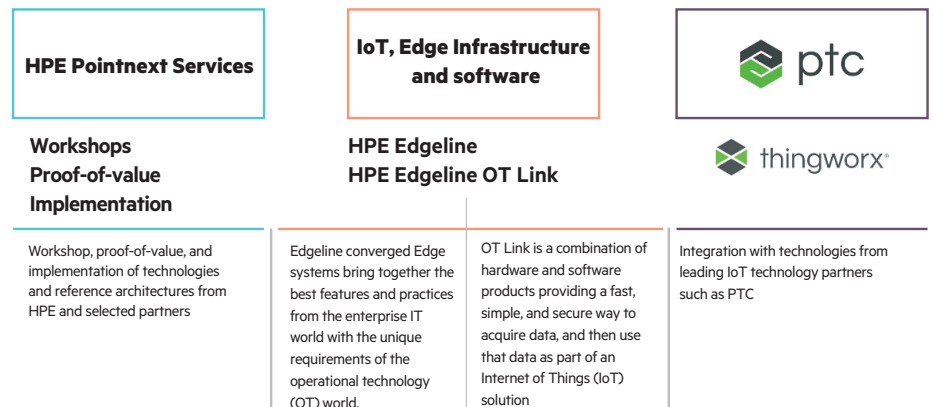 HPE Pointnext Services
IoT, Edge Infrastructure
and software
ptc
Workshops
Proof-of-value
Implementation
HPE Edgeline
HPE Edgeline OT Link
thingworx®
Workshop, proof-of-value, and
implementation of technologies
and reference architectures from
HPE and selected partners
Edgeline converged Edge
systems bring together the
best features and practices
from the enterprise IT
world with the unique
requirements of the
operational technology
(OT) world.
OT Link is a combination of
hardware and software
products providing a fast,
simple, and secure way to
acquire data, and then use
that data as part of an
Internet of Things (IoT)
solution
Integration with technologies from
leading IoT technology partners
such as PTC